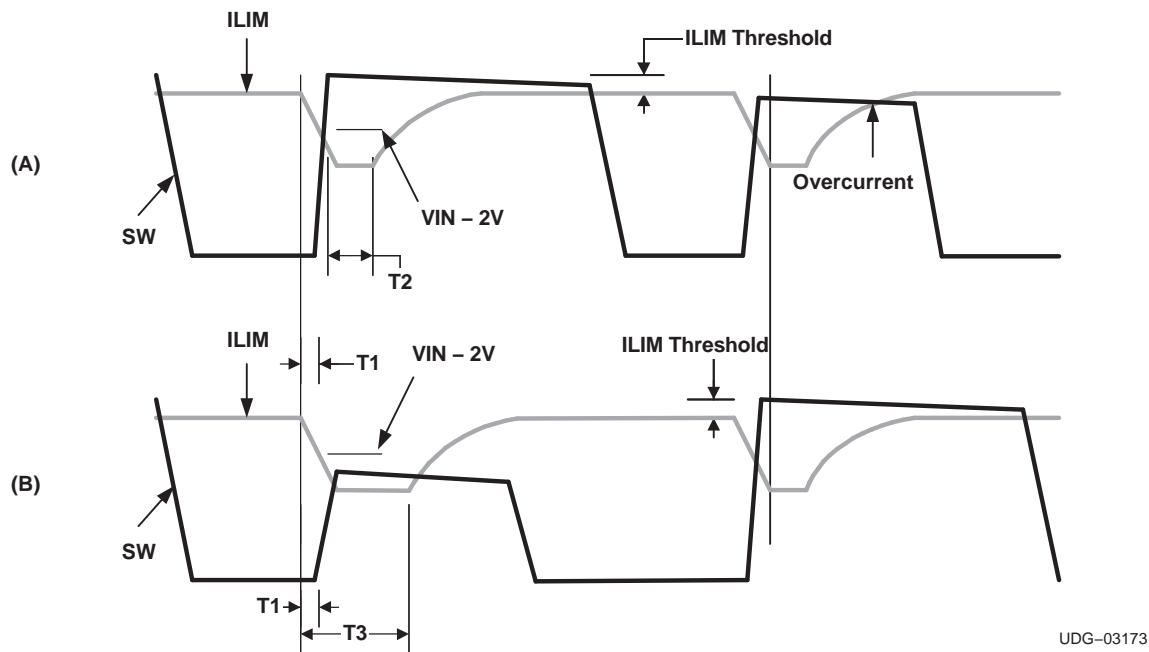 ILIM
ILIM Threshold
(A)
Overcurrent
VIN – 2V
SW
T2
ILIM
T1
VIN – 2V
ILIM Threshold
(B)
SW
T1
T3
UDG–03173